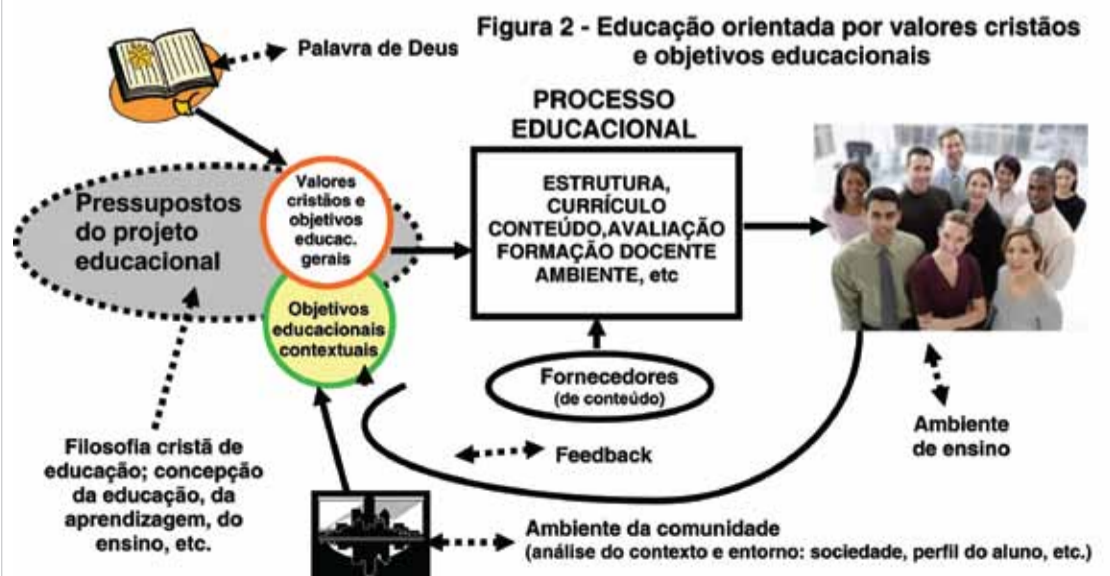 Figura 2 - Educação orientada por valores cristãos
e objetivos educacionais
Palavra de Deus
PROCESSO
EDUCACIONAL
Pressupostos
do projeto
educacional
Valores
cristãos e
objetivos
educac.
gerais
ESTRUTURA,
CURRÍCULO
CONTEÚDO,AVALIAÇÃO
FORMAÇÃO DOCENTE
AMBIENTE, etc
Objetivos
educacionais
contextuais
Fornecedores
(de conteúdo)
Ambiente
de ensino
Filosofia cristã de
educação; concepção
da educação, da
aprendizagem, do
ensino, etc.
Feedback
Ambiente da comunidade
(análise do contexto e entorno: sociedade, perfil do aluno, etc.)